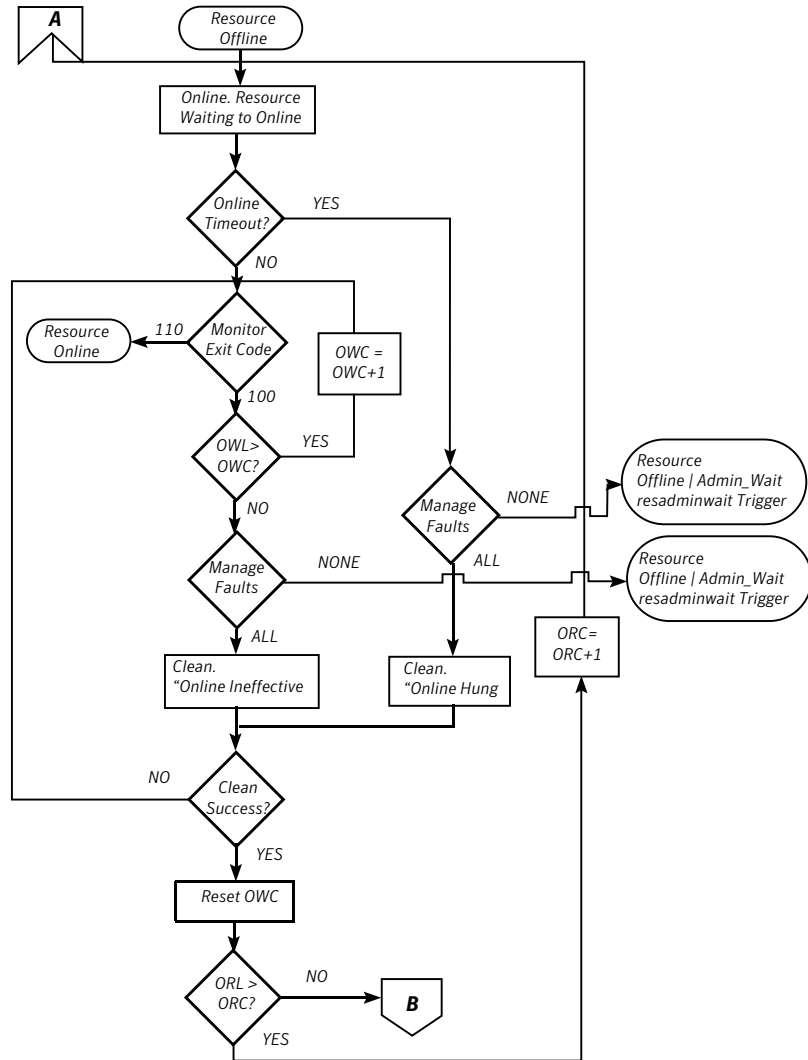 A
Resource
Offline
Online. Resource
Waiting to Online
Online
Timeout?
YES
NO
Resource
Online
110
Monitor
Exit Code
OWC =
OWC+1
100
OWL>
OWC?
YES
NO
Manage
Faults
NONE
ALL
Resource
Offline | Admin_Wait
resadminwait Trigger
Manage
Faults
NONE
ALL
Resource
Offline | Admin_Wait
resadminwait Trigger
ORC=
ORC+1
Clean.
“Online Ineffective
Clean.
“Online Hung
NO
Clean
Success?
YES
Reset OWC
ORL >
ORC?
NO
B
YES